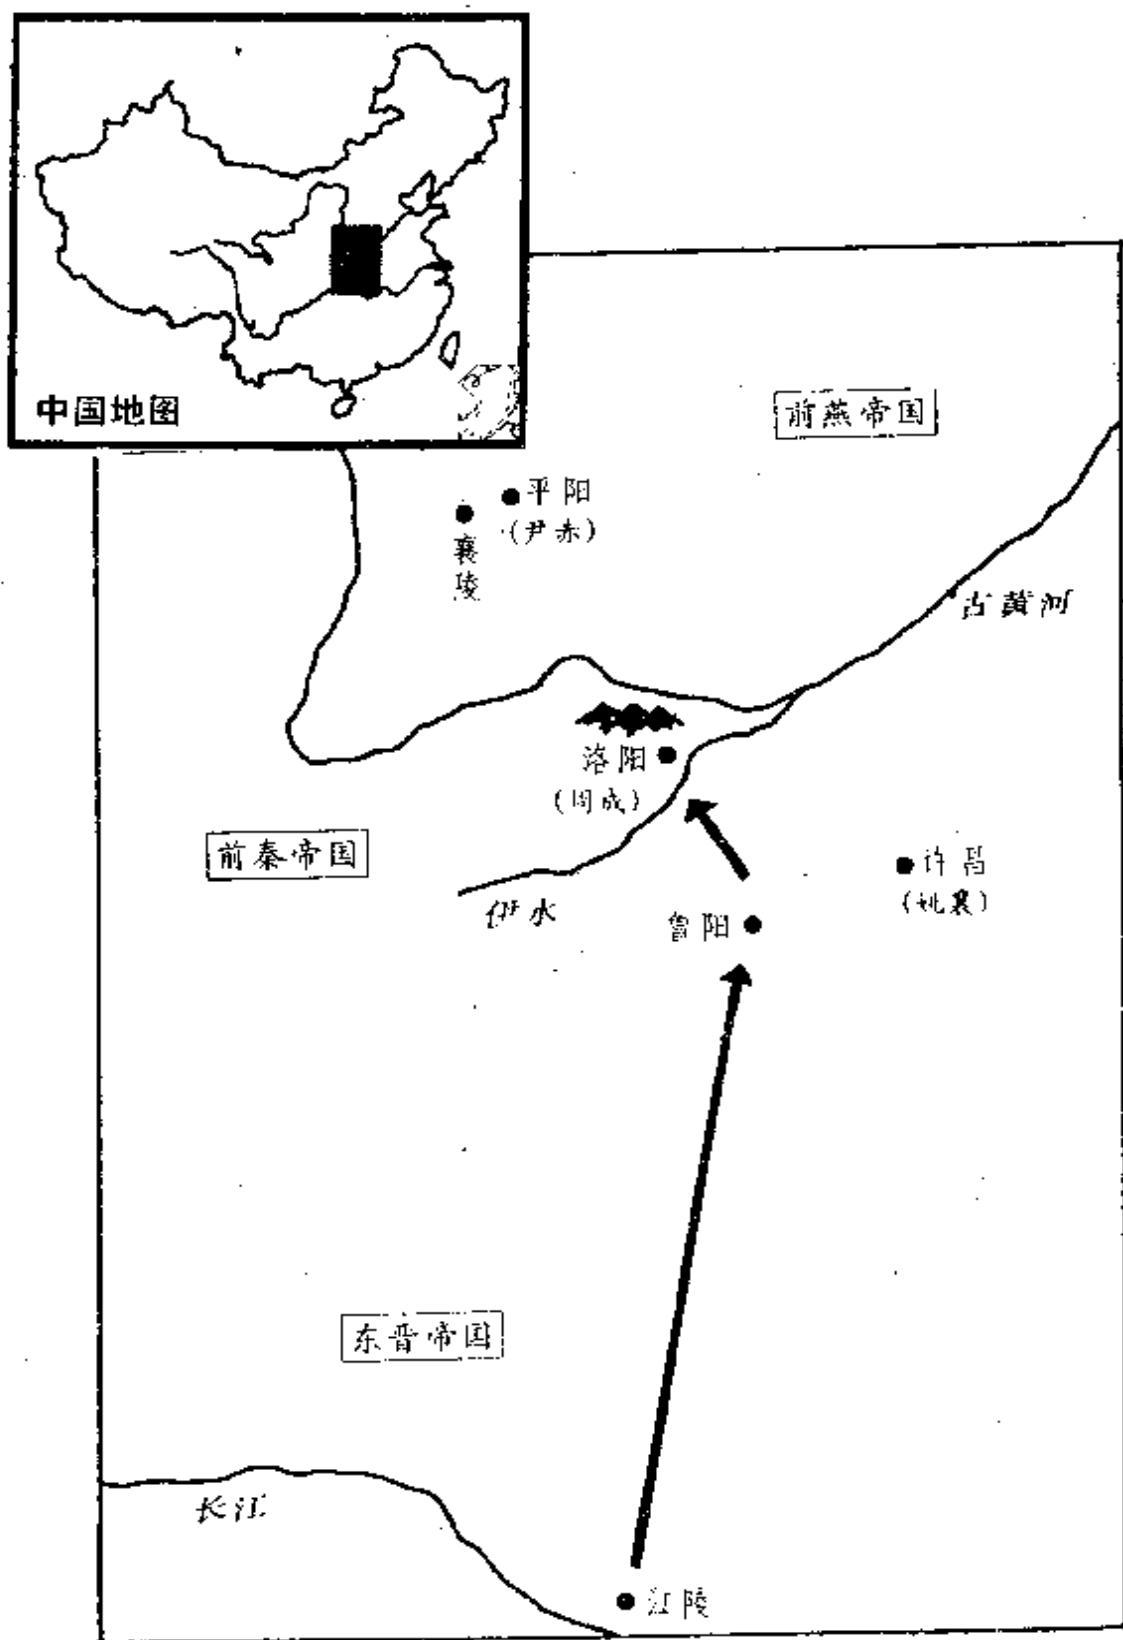 中国地图
前燕帝国
平阳
(尹赤)
襄陵
古黄河
洛阳
(周成)
前秦帝国
许昌
(姚襄)
伊水
鲁阳
东晋帝国
长江
江陵